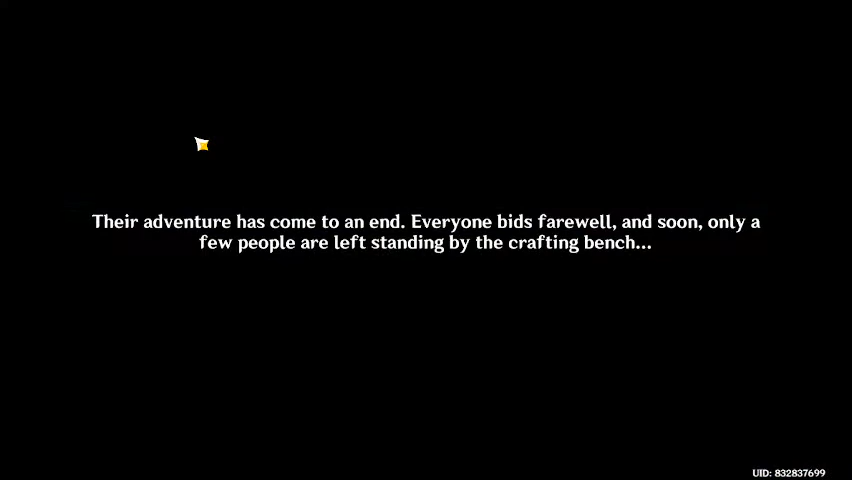 Their adventure has come to an end. Everyone bids farewell, and soon, only a
few people are left standing by the crafting bench...
UID: 832837699